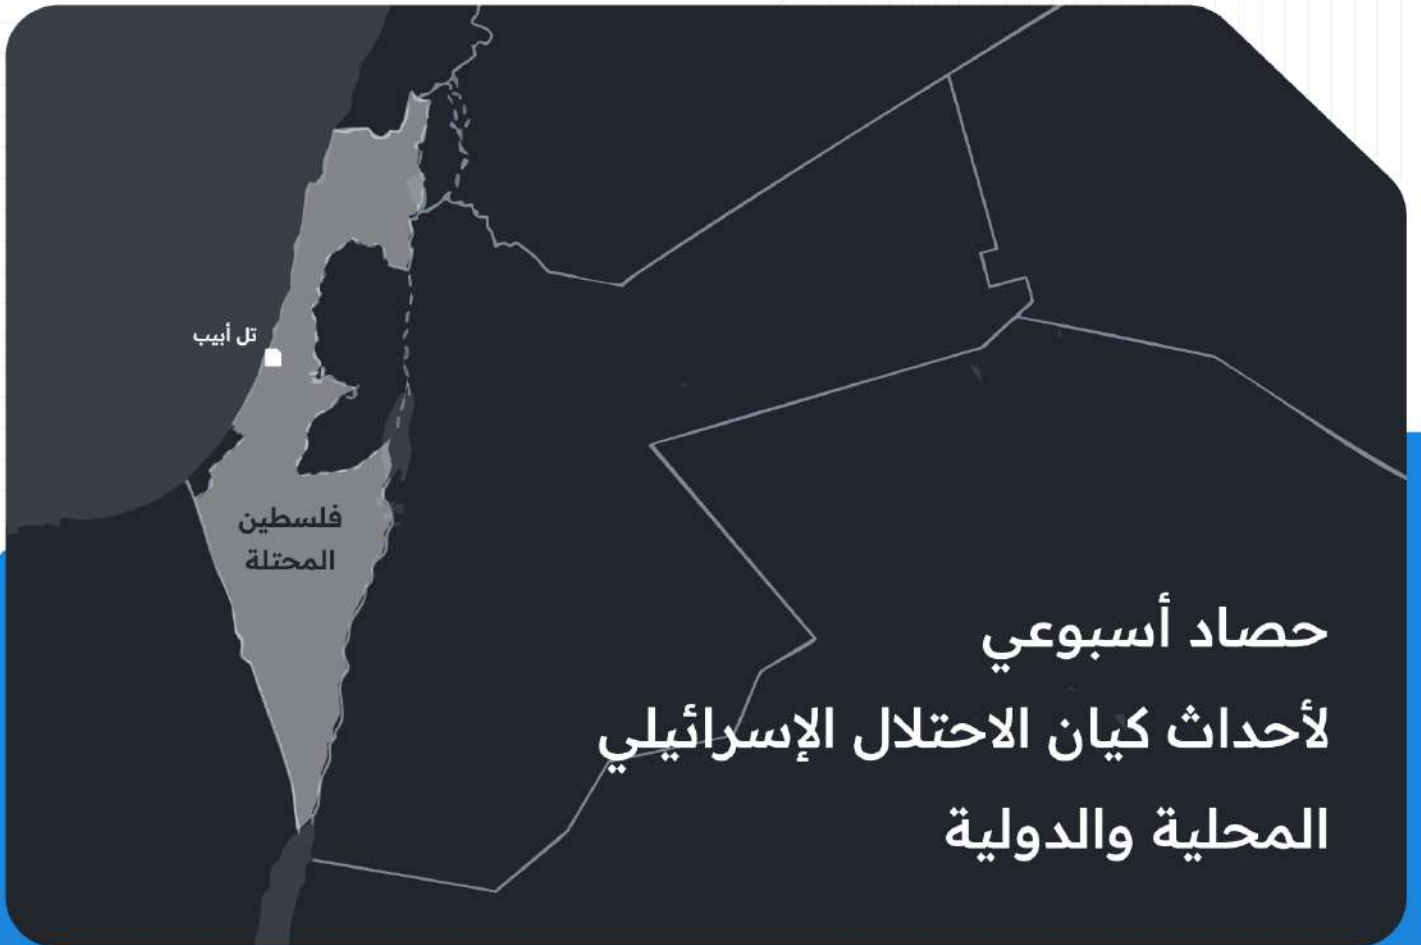 تل أبيب
فلسطين
المحتلة
حصاد أسبوعي
لأحداث كيان الاحتلال الإسرائيلي
المحلية والدولية